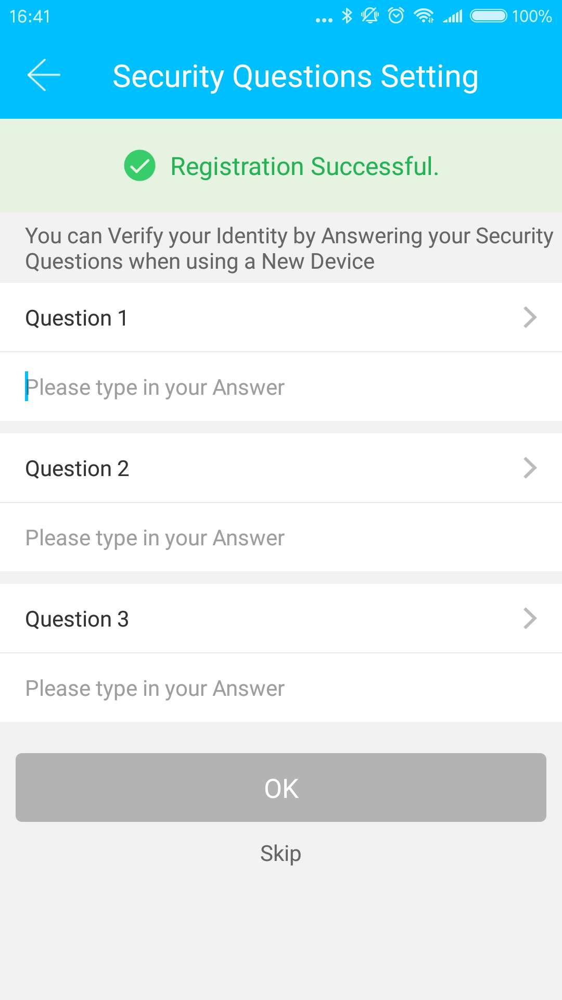 16:41
100%
Security Questions Setting
Registration Successful.
You can Verify your Identity by Answering your Security
Questions when using a New Device
Question 1
Please type in your Answer
Question 2
Please type in your Answer
Question 3
Please type in your Answer
OK
Skip